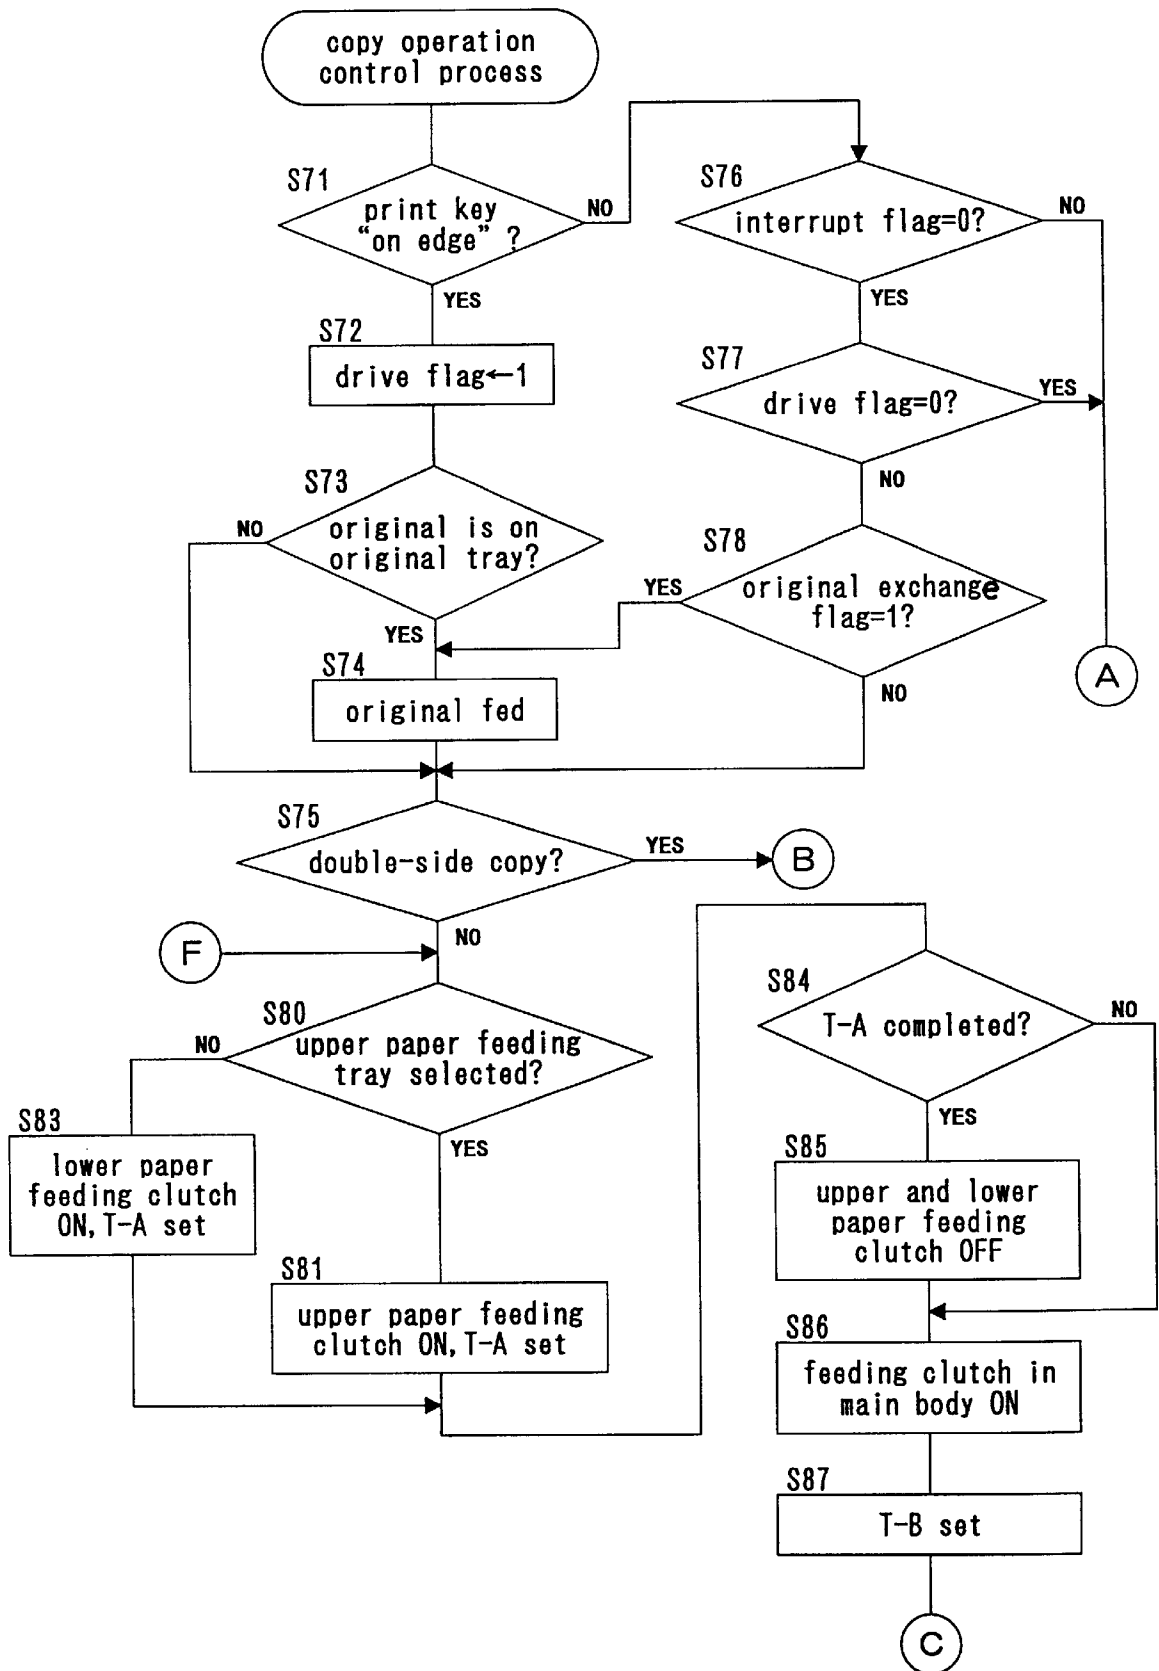 copy operation
control process
S71
print key
“on edge” ?
NO
YES
S72
drive flag←1
S73
original is on
original tray?
NO
YES
S74
original fed
S76
interrupt flag=0?
NO
YES
S77
drive flag=0?
YES
NO
S78
original exchange
flag=1?
YES
NO
A
S75
double-side copy?
YES
B
NO
F
S80
upper paper feeding
tray selected?
NO
YES
S83
lower paper
feeding clutch
ON,T-A set
S81
upper paper feeding
clutch ON,T-A set
S84
T-A completed?
NO
YES
S85
upper and lower
paper feeding
clutch OFF
S86
feeding clutch in
main body ON
S87
T-B set
C